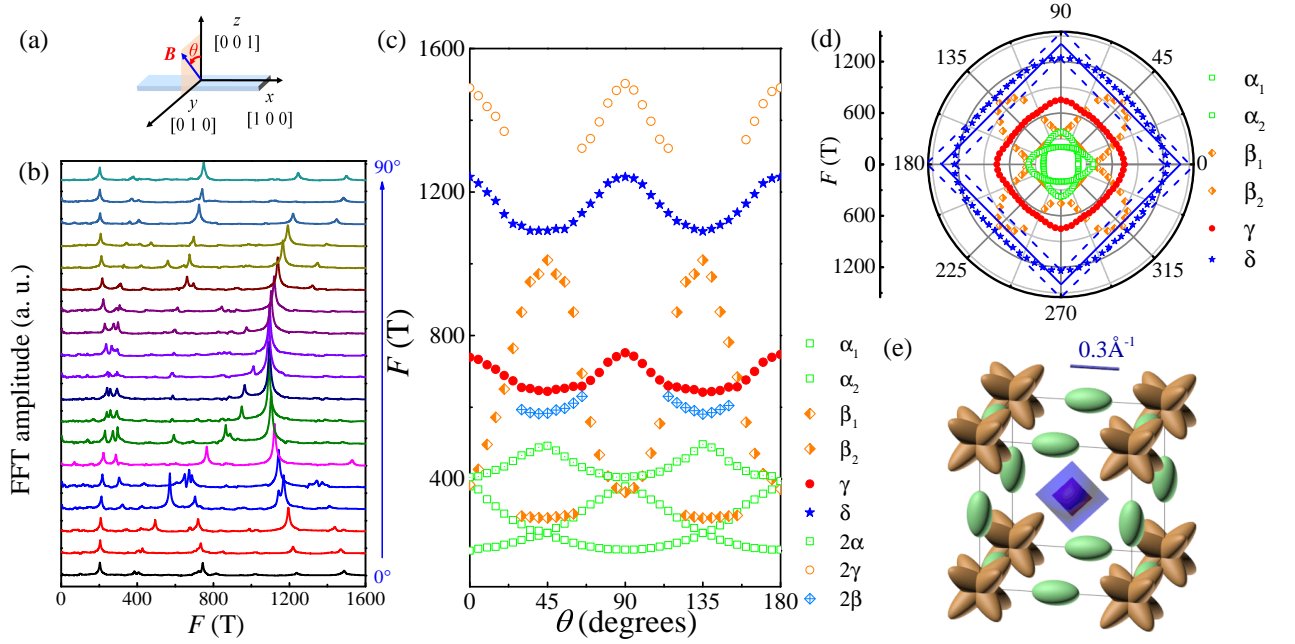 (a)
z
[0 0 1]
B
θ
y
x
[0 1 0]
[1 0 0]
(b)
90°
0°
FFT amplitude (a. u.)
0 400 800 1200 1600
F (T)
(c)
1600
1200
800
400
F (T)
0 45 90 135 180
θ (degrees)
α1
α2
β1
β2
γ
δ
2α
2γ
2β
(d)
1200
600
0
600
1200
F (T)
90
135 45
180 0
225 315
270
α1
α2
β1
β2
γ
δ
(e)
0.3Å-1